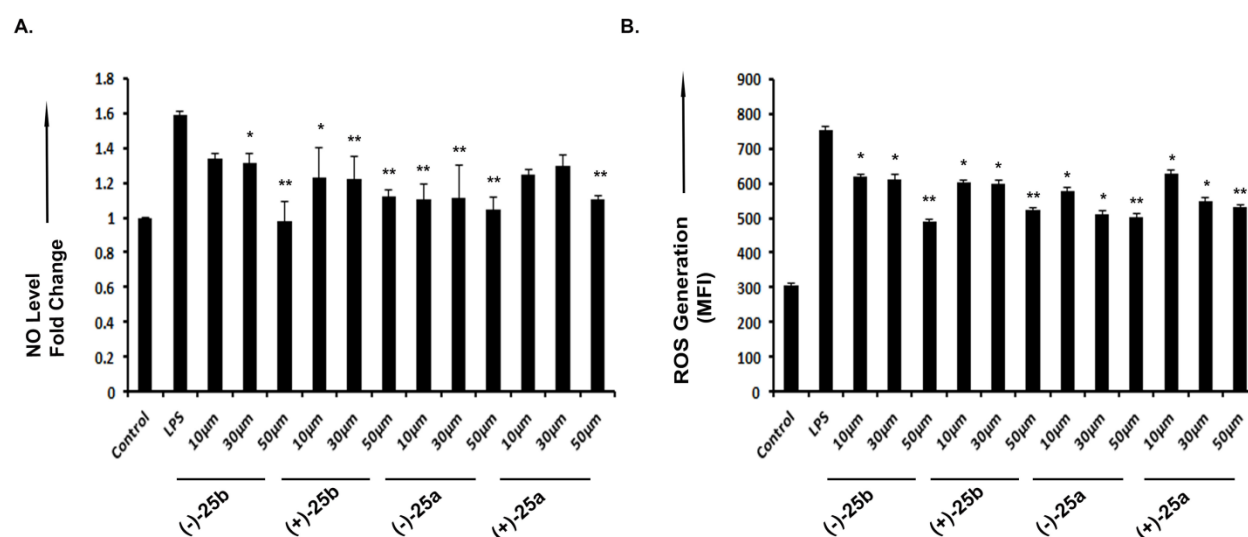 A.
NO Level
Fold Change
1.8
1.6
1.4
1.2
1
0.8
0.6
0.4
0.2
0
*
**
*
**
**
**
**
**
**
Control
LPS
10µm
30µm
50µm
10µm
30µm
50µm
10µm
30µm
50µm
10µm
30µm
50µm
(-)-25b
(+)-25b
(-)-25a
(+)-25a
B.
ROS Generation
(MFI)
900
800
700
600
500
400
300
200
100
0
*
*
**
*
*
**
*
*
**
*
*
**
Control
LPS
10µm
30µm
50µm
10µm
30µm
50µm
10µm
30µm
50µm
10µm
30µm
50µm
(-)-25b
(+)-25b
(-)-25a
(+)-25a